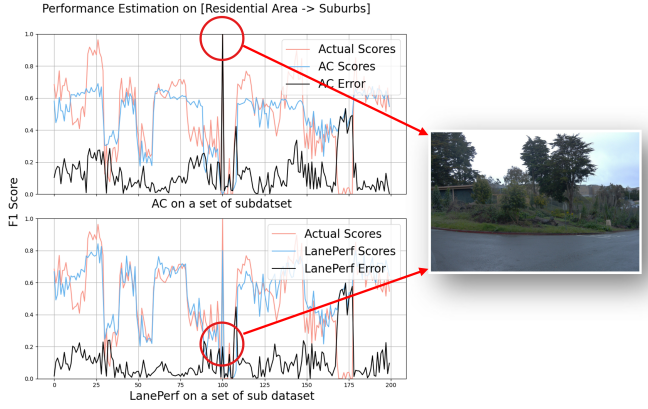 Performance Estimation on [Residential Area -> Suburbs]
F1 Score
1.0
0.8
0.6
0.4
0.2
0.0
Actual Scores
AC Scores
AC Error
AC on a set of subdatset
1.0
0.8
0.6
0.4
0.2
0.0
Actual Scores
LanePerf Scores
LanePerf Error
0 25 50 75 100 125 150 175 200
LanePerf on a set of sub dataset